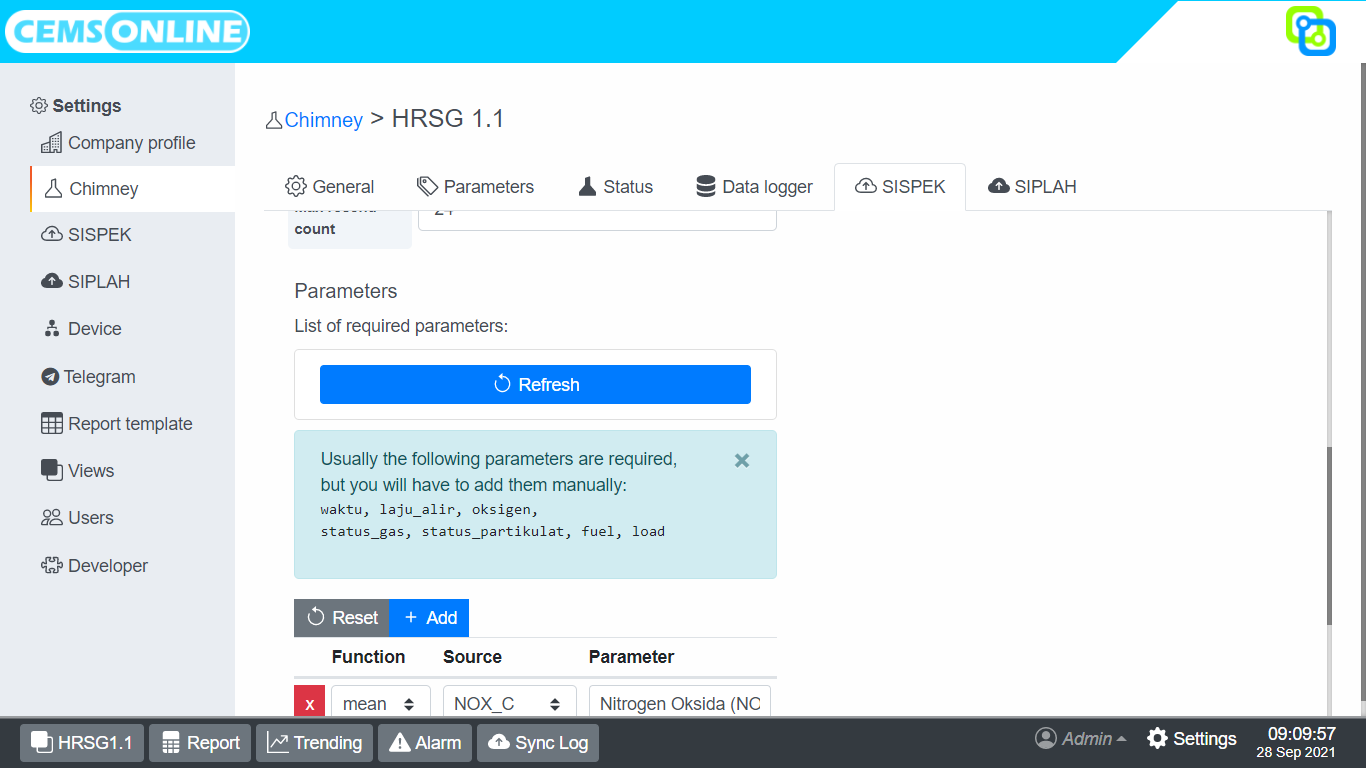 CEMSONLINE
Settings
Company profile
Chimney
SISPEK
SIPLAH
Device
Telegram
Report template
Views
Users
Developer
Chimney > HRSG 1.1
General
Parameters
Status
Data logger
SISPEK
SIPLAH
Max record
count
24
Parameters
List of required parameters:
Refresh
Usually the following parameters are required,
but you will have to add them manually:
waktu, laju_alir, oksigen,
status_gas, status_partikulat, fuel, load
Reset
+ Add
Function Source Parameter
x mean NOX_C Nitrogen Oksida (NO
HRSG1.1
Report
Trending
Alarm
Sync Log
Admin
Settings
09:09:57
28 Sep 2021